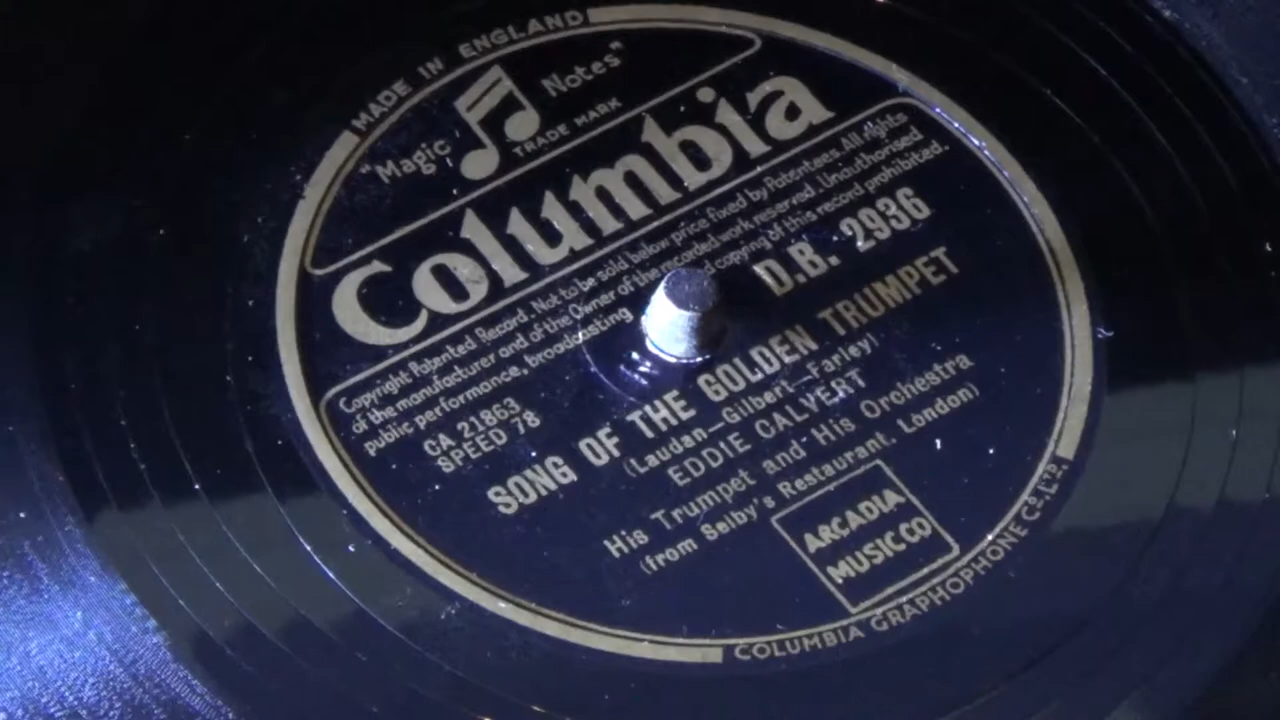 MADE IN ENGLAND
"Magic Notes"
TRADE MARK
Columbia
Copyright Patented Record. Not to be sold below price fixed by Patentees. All rights
of the manufacturer and of the Owner of the recorded work reserved. Unauthorised
public performance, broadcasting and copying of this record prohibited.
D.B. 2936
CA 21863
SPEED 78
SONG OF THE GOLDEN TRUMPET
(Laudan—Gilbert—Farley)
EDDIE CALVERT
His Trumpet and His Orchestra
(from Selby's Restaurant, London)
ARCADIA
MUSIC CO
COLUMBIA GRAPHOPHONE CO. LTD.